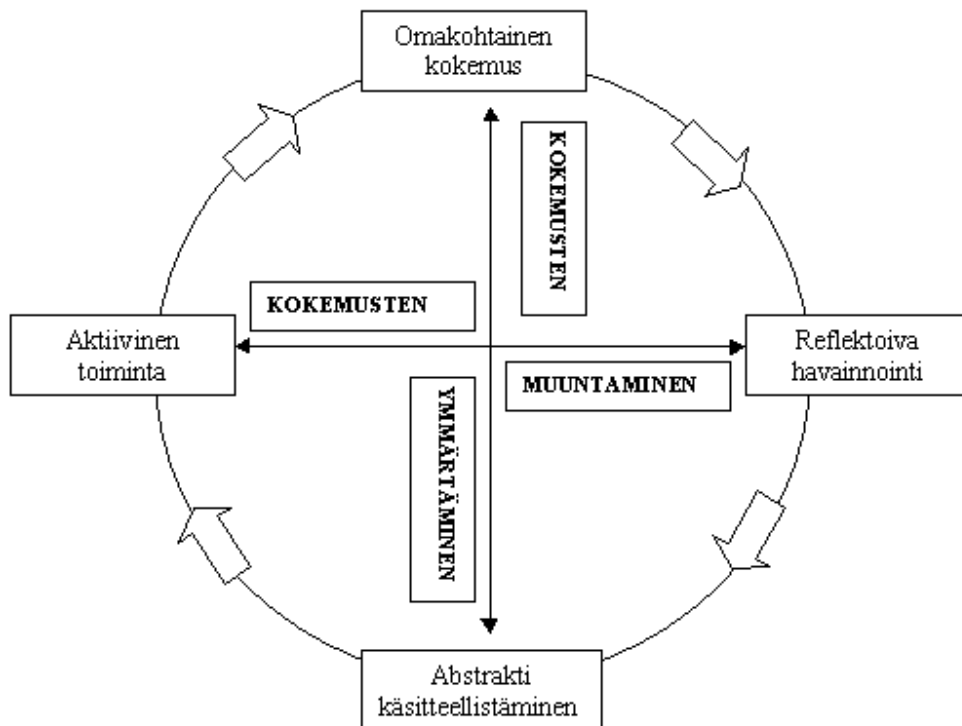 Omakohtainen
kokemus
KOKEMUSTEN
KOKEMUSTEN
Aktiivinen
toiminta
Reflektoiva
havainnointi
MUUNTAMINEN
YMMÄRTÄMINEN
Abstrakti
käsitteellistäminen